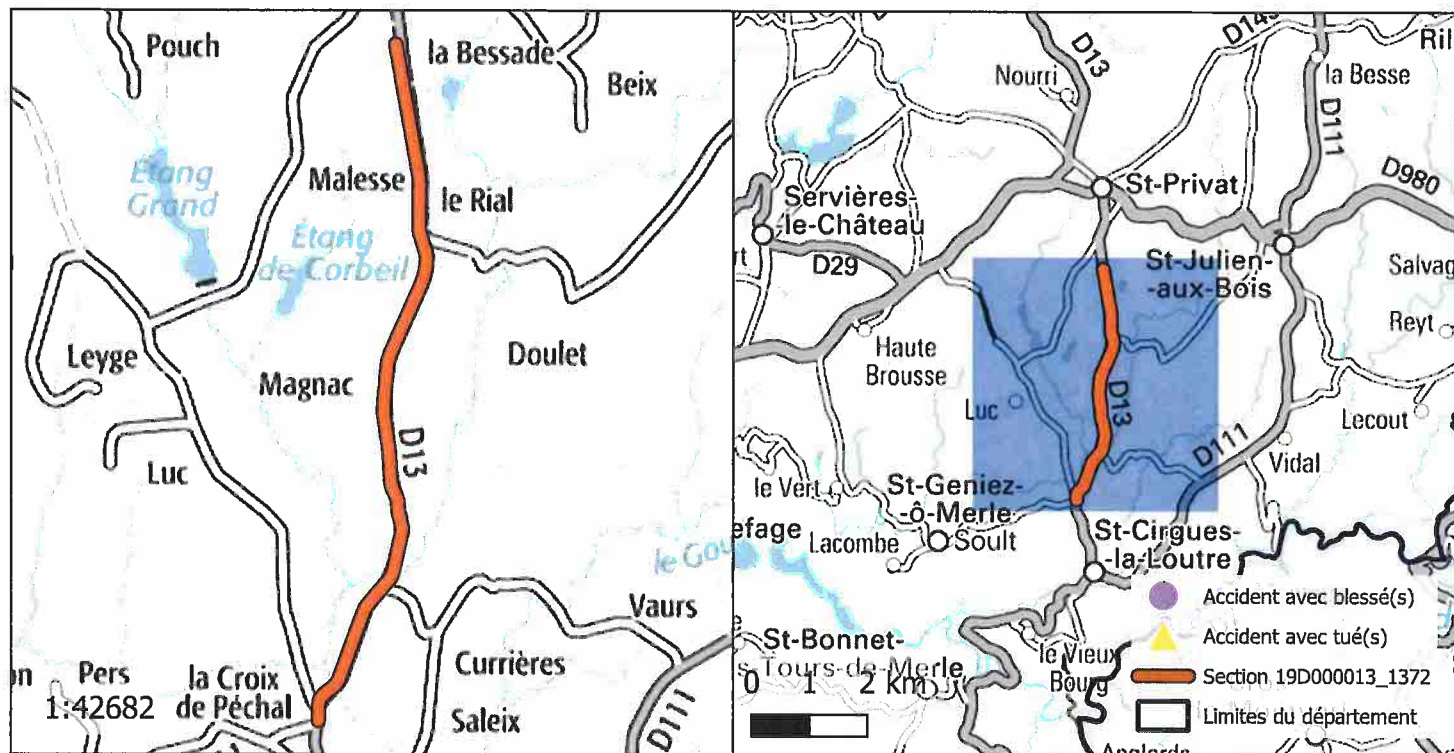 Pouch
la Bessade
Beix
Étang
Grand
Malesse
le Rial
Étang
de Corbeil
Leyge
Magnac
Doulet
Luc
D13
Vaurs
Pers
la Croix
de Péchal
1:42682
Currières
Saleix
D111
D13
Ril
Nourri
la Besse
D111
St-Privat
D980
Servières-
-le-Château
D29
St-Julien-
-aux-Bois
Salvag
Reyt
Haute
Brousse
Luc
D13
Lecout
D111
Vidal
le Vert
St-Geniez-
-ô-Merle
efage
Lacombe
Soult
St-Cirgues-
-la-Loutre
Accident avec blessé(s)
Accident avec tué(s)
St-Bonnet-
s Tours-de-Merle
le Vieux
Bourg
Section 19D000013_1372
0 1 2 km
Limites du département